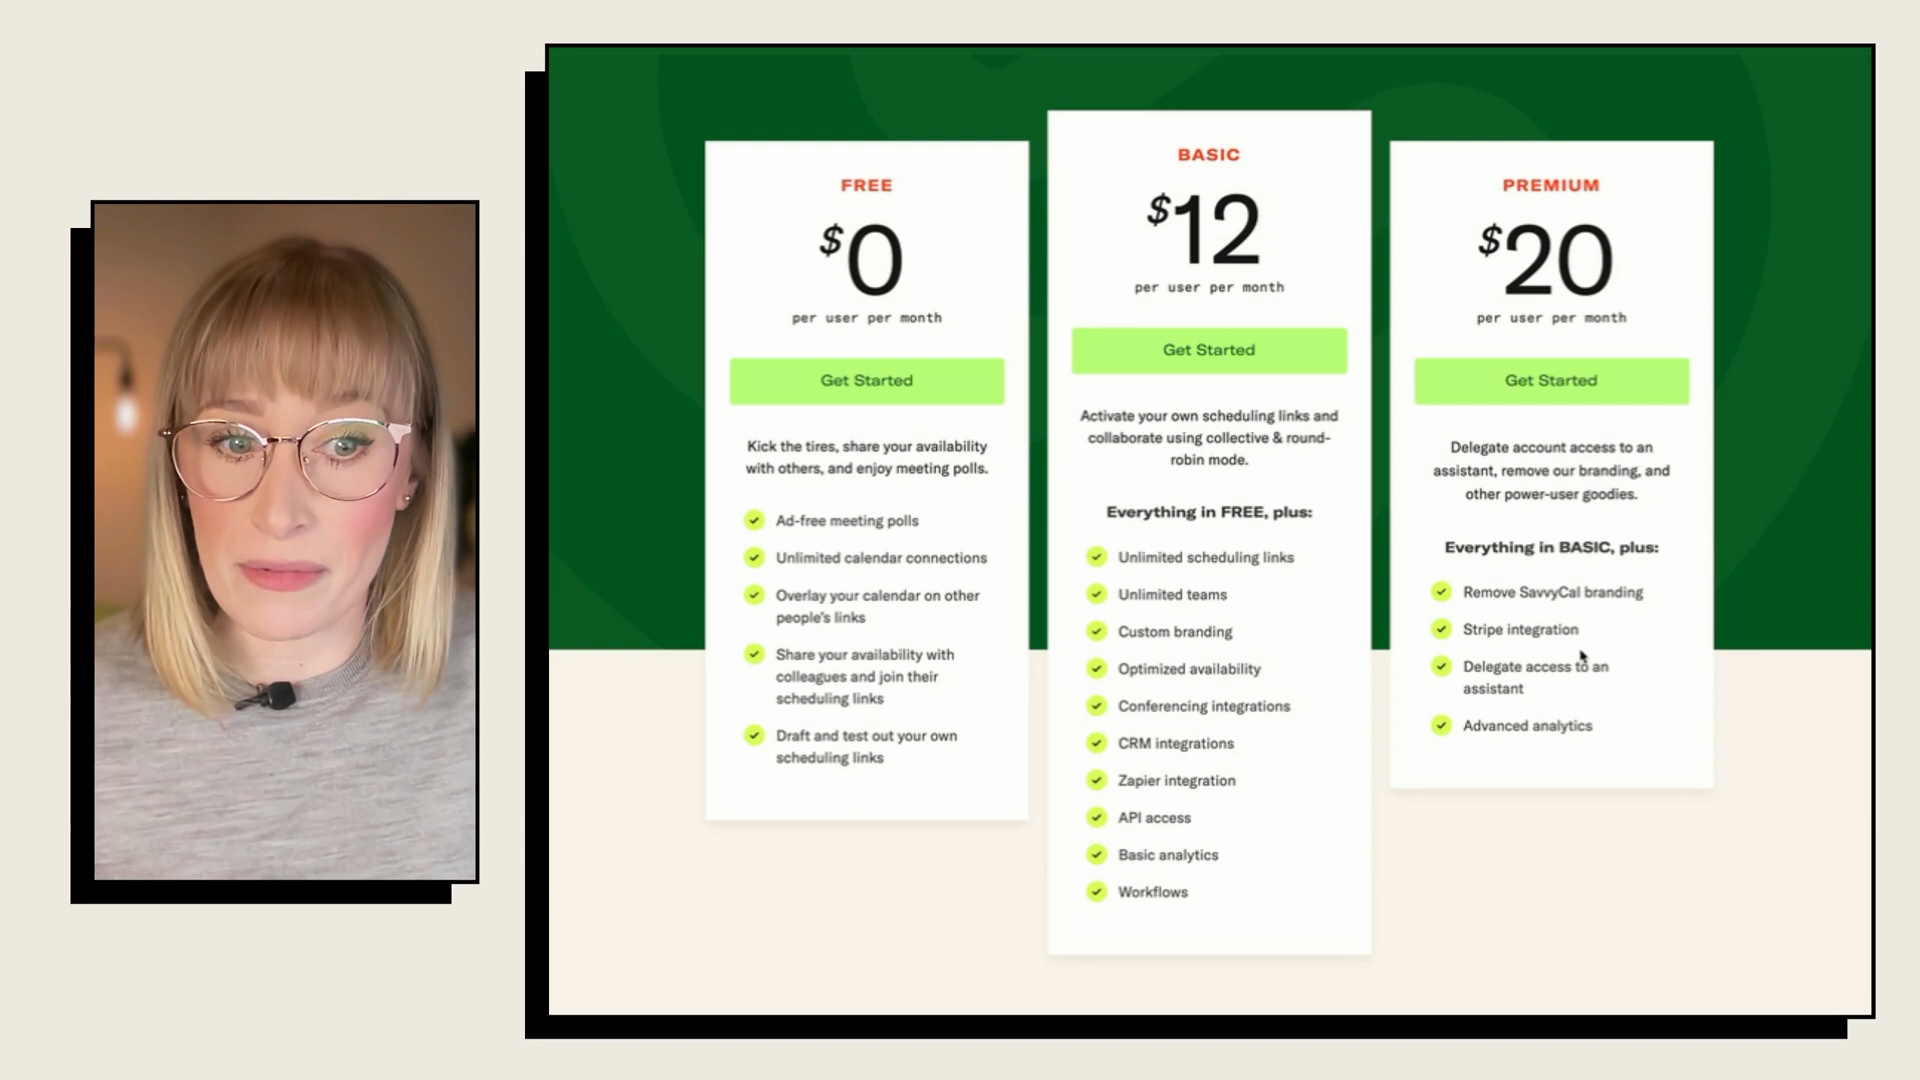 FREE
$0
per user per month
Get Started
Kick the tires, share your availability
with others, and enjoy meeting polls.
Ad-free meeting polls
Unlimited calendar connections
Overlay your calendar on other
people's links
Share your availability with
colleagues and join their
scheduling links
Draft and test out your own
scheduling links
BASIC
$12
per user per month
Get Started
Activate your own scheduling links and
collaborate using collective & round-
robin mode.
Everything in FREE, plus:
Unlimited scheduling links
Unlimited teams
Custom branding
Optimized availability
Conferencing integrations
CRM integrations
Zapier integration
API access
Basic analytics
Workflows
PREMIUM
$20
per user per month
Get Started
Delegate account access to an
assistant, remove our branding, and
other power-user goodies.
Everything in BASIC, plus:
Remove SavvyCal branding
Stripe integration
Delegate access to an
assistant
Advanced analytics